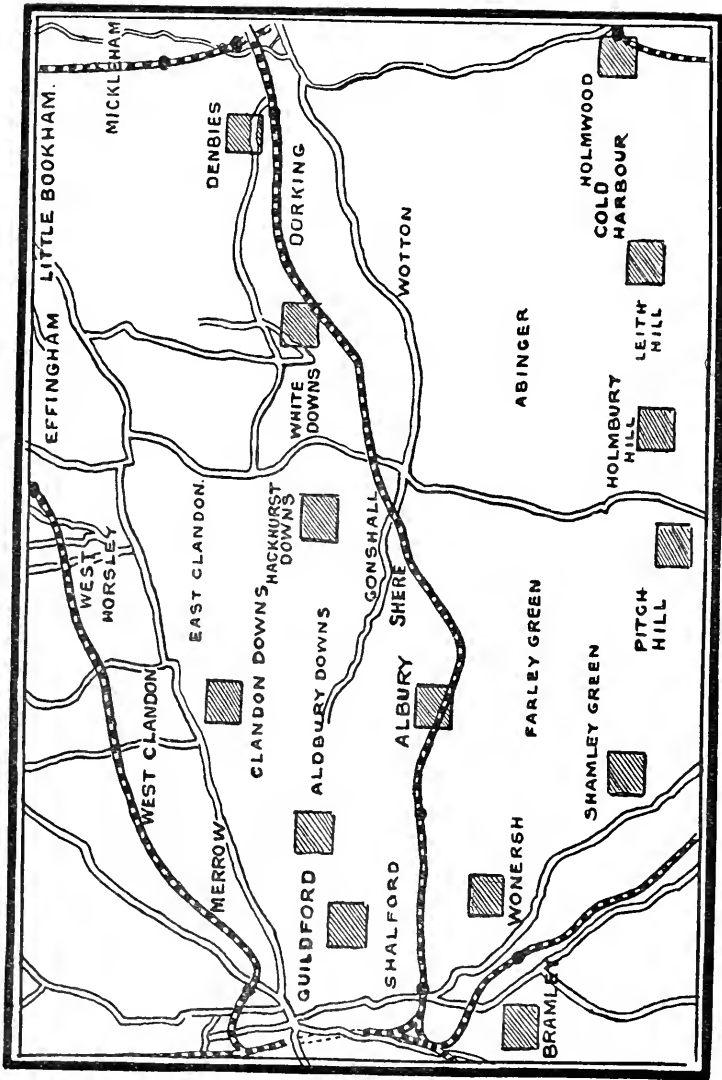 EFFINGHAM
LITTLE BOOKHAM.
WEST
HORSLEY
MICKLEHAM
WEST CLANDON
EAST CLANDON.
MERROW
DENBIES
CLANDON DOWNS
HACKHURST
DOWNS
WHITE
DOWNS
DORKING
GUILDFORD
ALDBURY DOWNS
GONSHALL
SHALFORD
SHERE
ALBURY
WOTTON
WONERSH
ABINGER
FARLEY GREEN
BRAMLEY
SHAMLEY GREEN
HOLMWOOD
COLD
HARBOUR
HOLMBURY
HILL
LEITH
HILL
PITCH
HILL